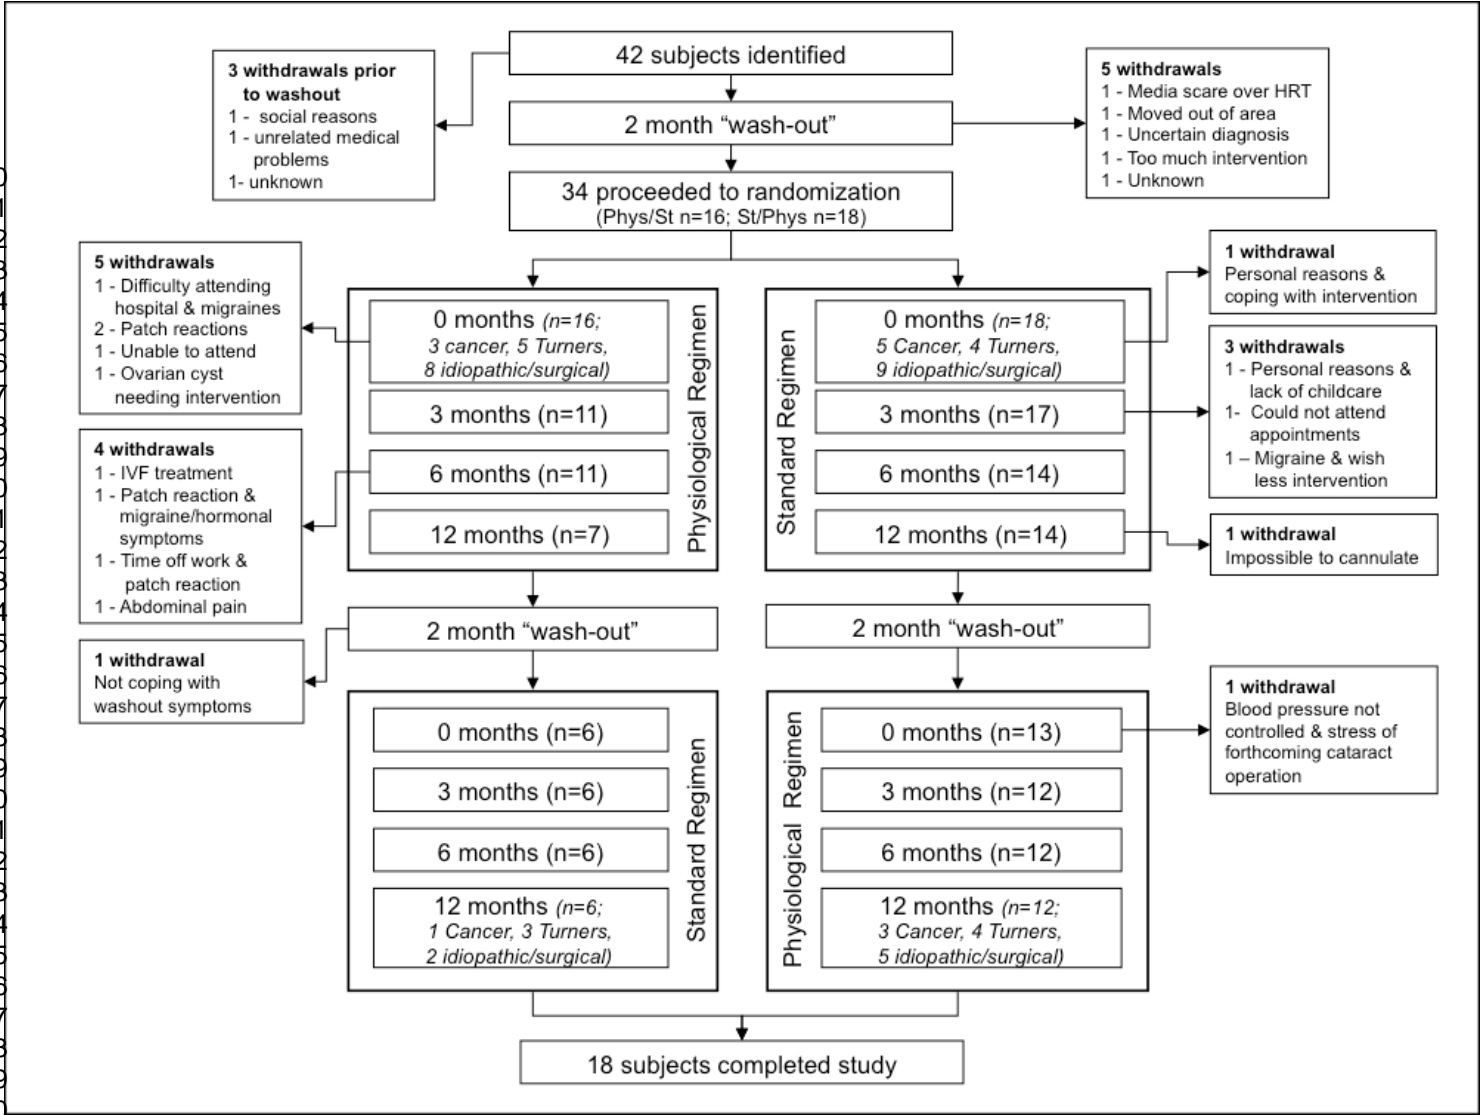 42 subjects identified
3 withdrawals prior
to washout
1 - social reasons
1 - unrelated medical
problems
1- unknown
5 withdrawals
1 - Media scare over HRT
1 - Moved out of area
1 - Uncertain diagnosis
1 - Too much intervention
1 - Unknown
2 month “wash-out”
34 proceeded to randomization
(Phys/St n=16; St/Phys n=18)
5 withdrawals
1 - Difficulty attending
hospital & migraines
2 - Patch reactions
1 - Unable to attend
1 - Ovarian cyst
needing intervention
4 withdrawals
1 - IVF treatment
1 - Patch reaction &
migraine/hormonal
symptoms
1 - Time off work &
patch reaction
1 - Abdominal pain
1 withdrawal
Not coping with
washout symptoms
0 months (n=16;
3 cancer, 5 Turners,
8 idiopathic/surgical)
3 months (n=11)
6 months (n=11)
12 months (n=7)
Physiological Regimen
Standard Regimen
0 months (n=18;
5 Cancer, 4 Turners,
9 idiopathic/surgical)
3 months (n=17)
6 months (n=14)
12 months (n=14)
1 withdrawal
Personal reasons &
coping with intervention
3 withdrawals
1 - Personal reasons &
lack of childcare
1- Could not attend
appointments
1 – Migraine & wish
less intervention
1 withdrawal
Impossible to cannulate
2 month “wash-out”
2 month “wash-out”
0 months (n=6)
3 months (n=6)
6 months (n=6)
12 months (n=6;
1 Cancer, 3 Turners,
2 idiopathic/surgical)
Standard Regimen
Physiological Regimen
0 months (n=13)
3 months (n=12)
6 months (n=12)
12 months (n=12;
3 Cancer, 4 Turners,
5 idiopathic/surgical)
1 withdrawal
Blood pressure not
controlled & stress of
forthcoming cataract
operation
18 subjects completed study